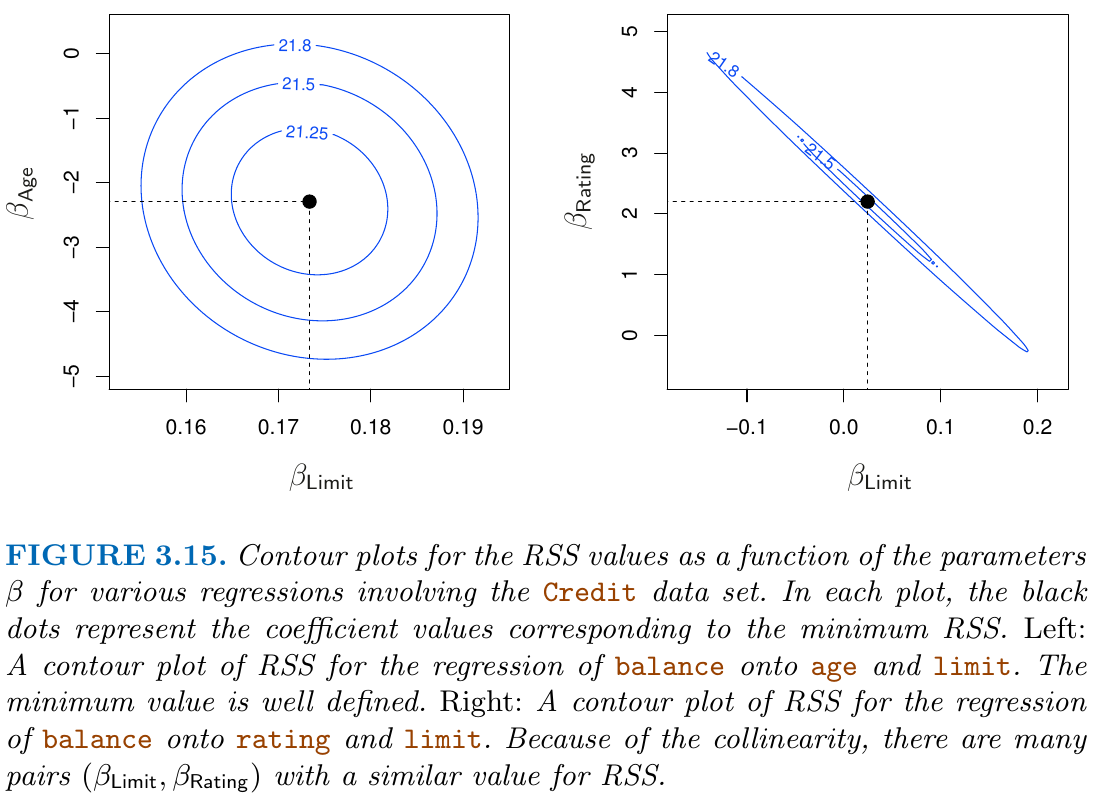 0
−1
−2
−3
−4
−5
βAge
21.8
21.5
21.25
0.16
0.17
0.18
0.19
βLimit
5
4
3
2
1
0
βRating
21.8
21.5
−0.1
0.0
0.1
0.2
βLimit
FIGURE 3.15. Contour plots for the RSS values as a function of the parameters
β for various regressions involving the Credit data set. In each plot, the black
dots represent the coefficient values corresponding to the minimum RSS. Left:
A contour plot of RSS for the regression of balance onto age and limit. The
minimum value is well defined. Right: A contour plot of RSS for the regression
of balance onto rating and limit. Because of the collinearity, there are many
pairs (βLimit, βRating) with a similar value for RSS.